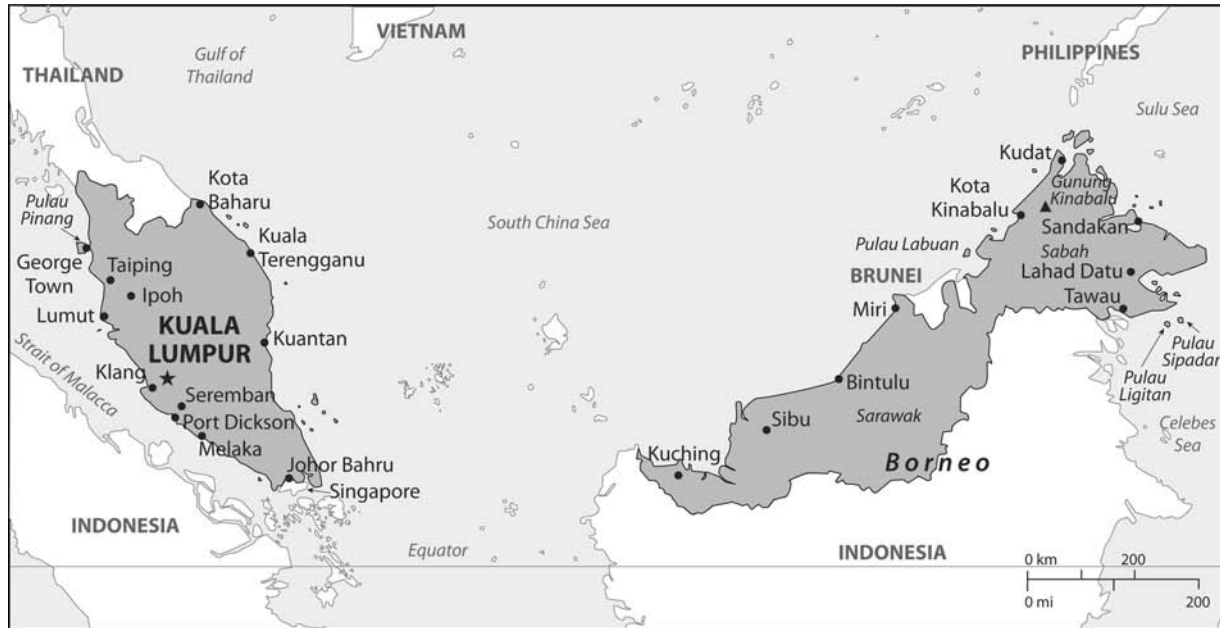 VIETNAM
PHILIPPINES
Gulf of
Thailand
THAILAND
Sulu Sea
Kudat
Kota
Baharu
Gunung
Kinabalu
Kota
Kinabalu
Pulau
Pinang
South China Sea
Sandakan
Kuala
Terengganu
Pulau Labuan
Sabah
George
Town
Taiping
BRUNEI
Lahad Datu
Ipoh
Tawau
Lumut
Miri
KUALA
LUMPUR
Kuantan
Pulau
Sipadan
Strait of Malacca
Pulau
Ligitan
Klang
Bintulu
Seremban
Port Dickson
Sibu
Sarawak
Celebes
Sea
Melaka
Kuching
Borneo
Johor Bahru
Singapore
INDONESIA
Equator
INDONESIA
0 km 200
0 mi 200